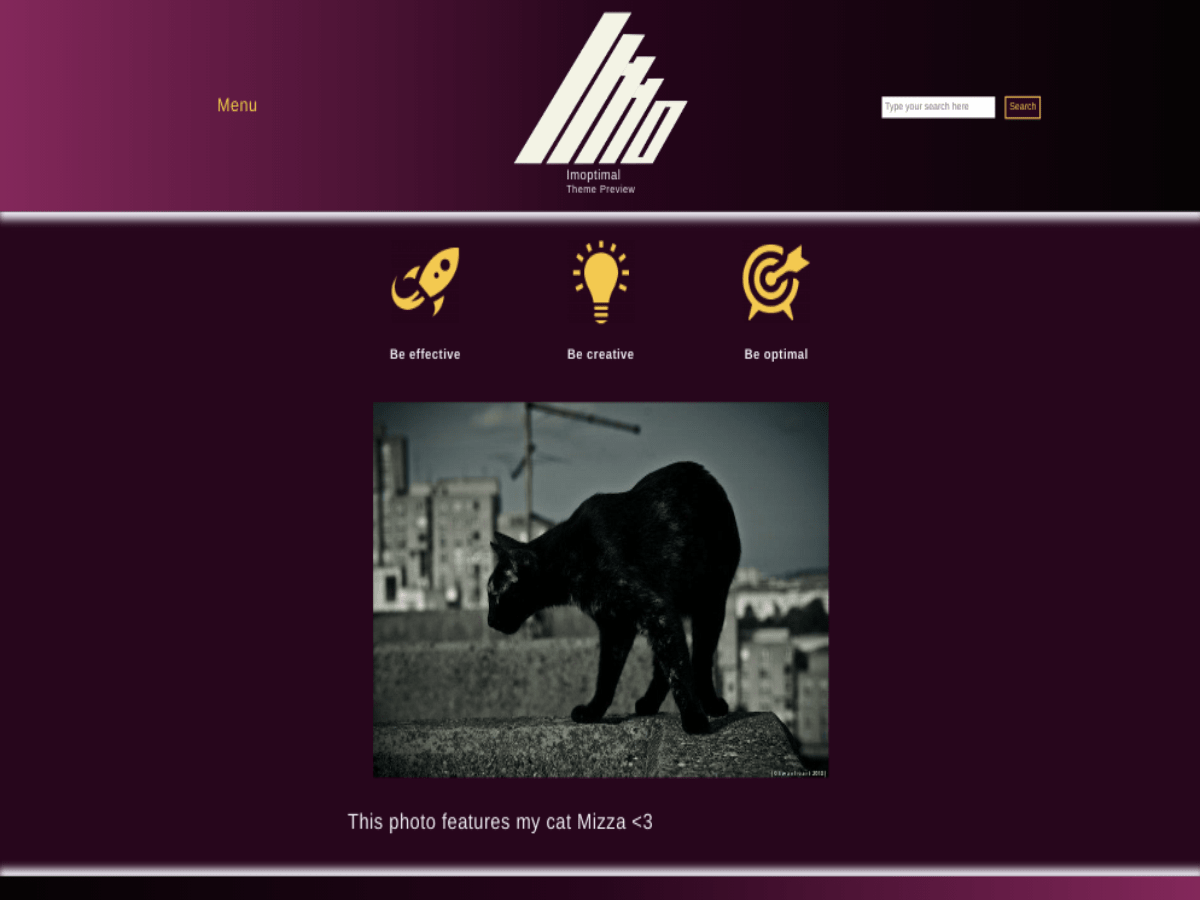 Menu
Type your search here
Search
Imoptimal
Theme Preview
Be effective
Be creative
Be optimal
This photo features my cat Mizza <3